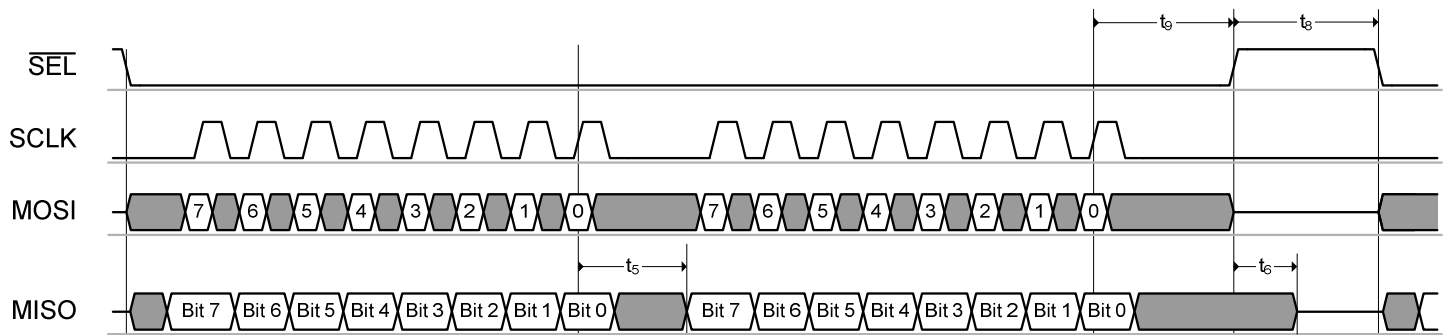 t₉ t₈
SEL
SCLK
MOSI 7 6 5 4 3 2 1 0 7 6 5 4 3 2 1 0
t₅ t₆
MISO Bit 7 Bit 6 Bit 5 Bit 4 Bit 3 Bit 2 Bit 1 Bit 0 Bit 7 Bit 6 Bit 5 Bit 4 Bit 3 Bit 2 Bit 1 Bit 0